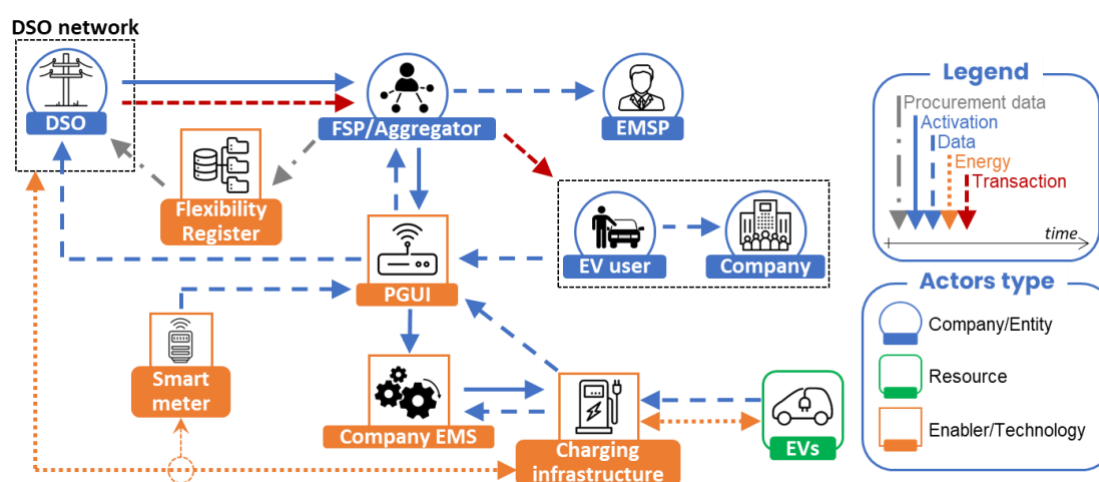 DSO network
DSO
FSP/Aggregator
EMSP
Flexibility
Register
EV user
Company
PGUI
Smart
meter
Company EMS
Charging
infrastructure
EVs
Legend
Procurement data
Activation
Data
Energy
Transaction
time
Actors type
Company/Entity
Resource
Enabler/Technology